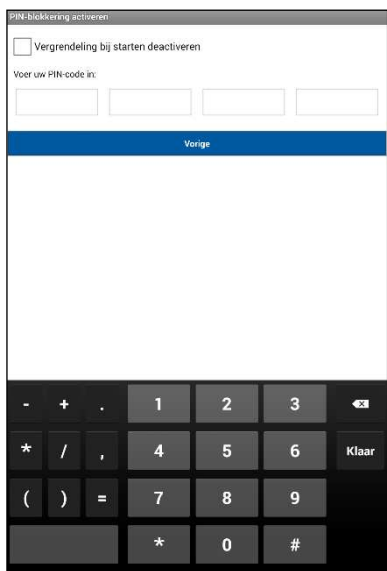 PIN-blokkering activeren
Vergrendeling bij starten deactiveren
Voer uw PIN-code in:
Vorige
- + . 1 2 3
* / , 4 5 6 Klaar
( ) = 7 8 9
* 0 #